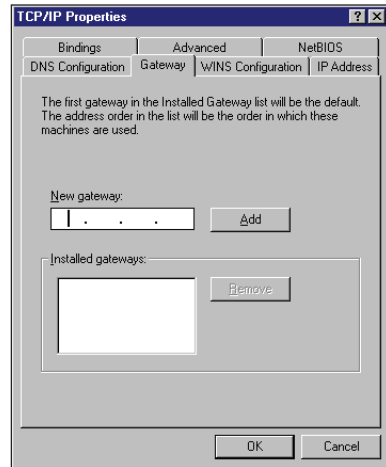 TCP/IP Properties
Bindings Advanced NetBIOS
DNS Configuration Gateway WINS Configuration IP Address
The first gateway in the Installed Gateway list will be the default.
The address order in the list will be the order in which these
machines are used.
New gateway:
. . .
Add
Installed gateways:
Remove
OK Cancel